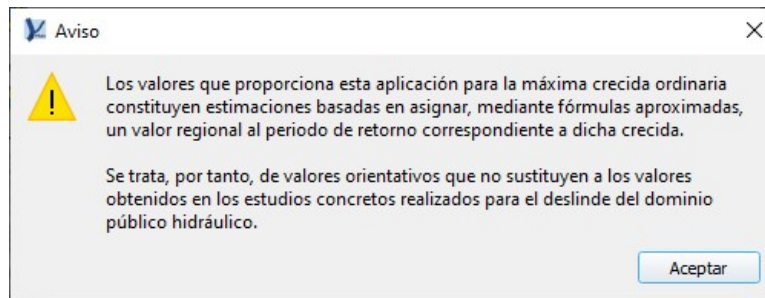 Aviso
Los valores que proporciona esta aplicación para la máxima crecida ordinaria
constituyen estimaciones basadas en asignar, mediante fórmulas aproximadas,
un valor regional al periodo de retorno correspondiente a dicha crecida.
Se trata, por tanto, de valores orientativos que no sustituyen a los valores
obtenidos en los estudios concretos realizados para el deslinde del dominio
público hidráulico.
Aceptar